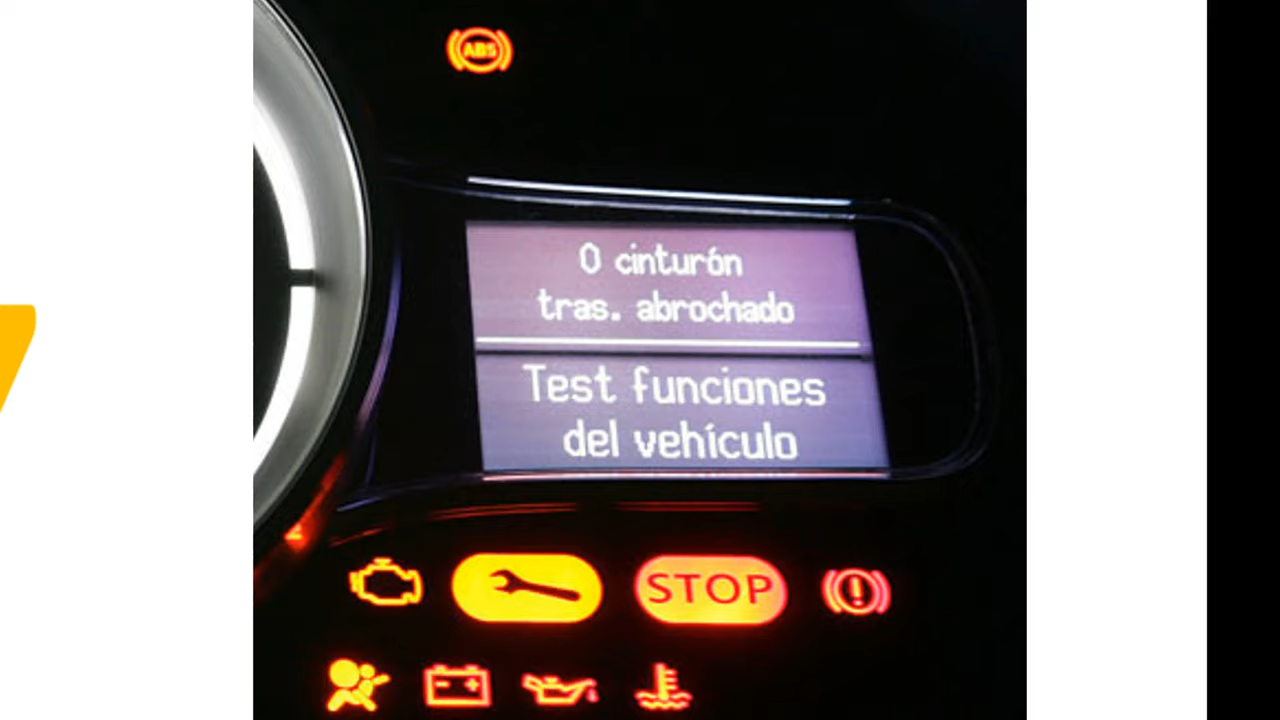 ABS
0 cinturón
tras. abrochado
Test funciones
del vehículo
STOP